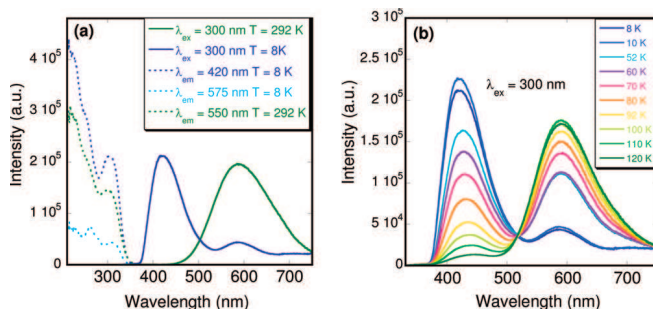 (a)
λex = 300 nm T = 292 K
λex = 300 nm T = 8K
λem = 420 nm T = 8 K
λem = 575 nm T = 8 K
λem = 550 nm T = 292 K
4 10^5
3 10^5
2 10^5
1 10^5
0
Intensity (a.u.)
300 400 500 600 700
Wavelength (nm)
(b)
λex = 300 nm
8 K
10 K
52 K
60 K
70 K
80 K
92 K
100 K
110 K
120 K
3 10^5
2.5 10^5
2 10^5
1.5 10^5
1 10^5
5 10^4
0
Intensity (a.u.)
400 500 600 700
Wavelength (nm)